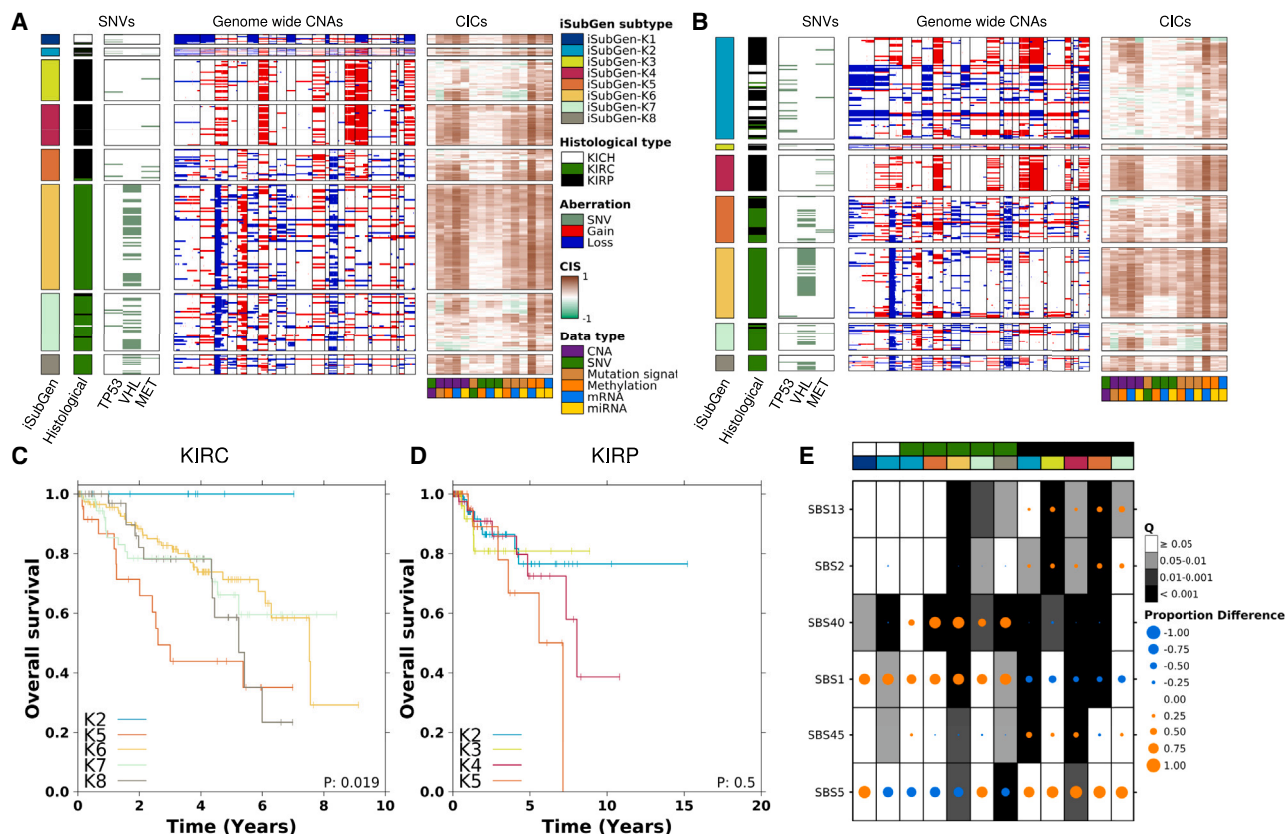 A
SNVs
Genome wide CNAs
CICs
iSubGen subtype
iSubGen-K1
iSubGen-K2
iSubGen-K3
iSubGen-K4
iSubGen-K5
iSubGen-K6
iSubGen-K7
iSubGen-K8
Histological type
KICH
KIRC
KIRP
Aberration
SNV
Gain
Loss
CIS
1
-1
Data type
CNA
SNV
Mutation signat
Methylation
mRNA
miRNA
iSubGen
Histological
TP53
VHL
MET
B
SNVs
Genome wide CNAs
CICs
iSubGen
Histological
TP53
VHL
MET
C
KIRC
Overall survival
1.0
0.8
0.6
0.4
0.2
0.0
K2
K5
K6
K7
K8
P: 0.019
0 2 4 6 8 10
Time (Years)
D
KIRP
Overall survival
1.0
0.8
0.6
0.4
0.2
0.0
K2
K3
K4
K5
P: 0.5
0 5 10 15 20
Time (Years)
E
SBS13
SBS2
SBS40
SBS1
SBS45
SBS5
Q
≥ 0.05
0.05-0.01
0.01-0.001
< 0.001
Proportion Difference
-1.00
-0.75
-0.50
-0.25
0.00
0.25
0.50
0.75
1.00